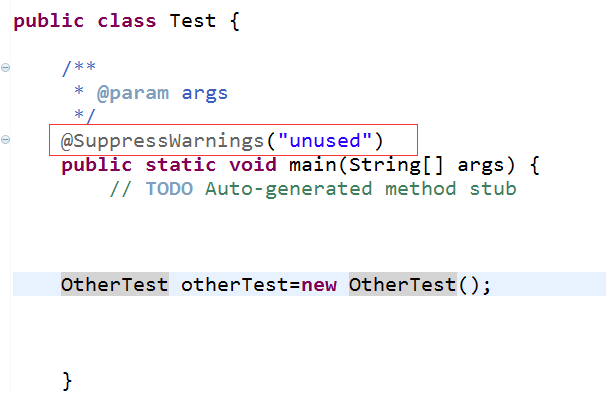 public class Test {
/**
* @param args
*/
@SuppressWarnings("unused")
public static void main(String[] args) {
// TODO Auto-generated method stub
OtherTest otherTest=new OtherTest();
}